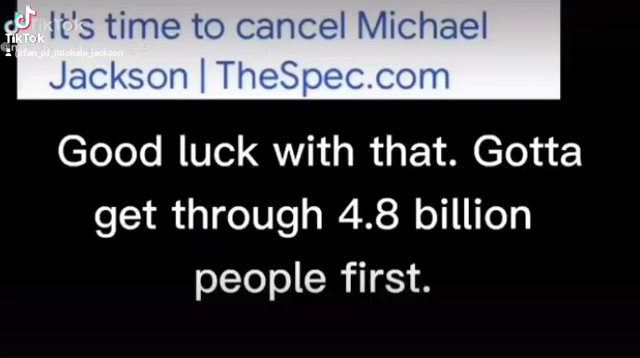 TikTok
It's time to cancel Michael
@fan_of_michale_jackson
Jackson | TheSpec.com
Good luck with that. Gotta
get through 4.8 billion
people first.